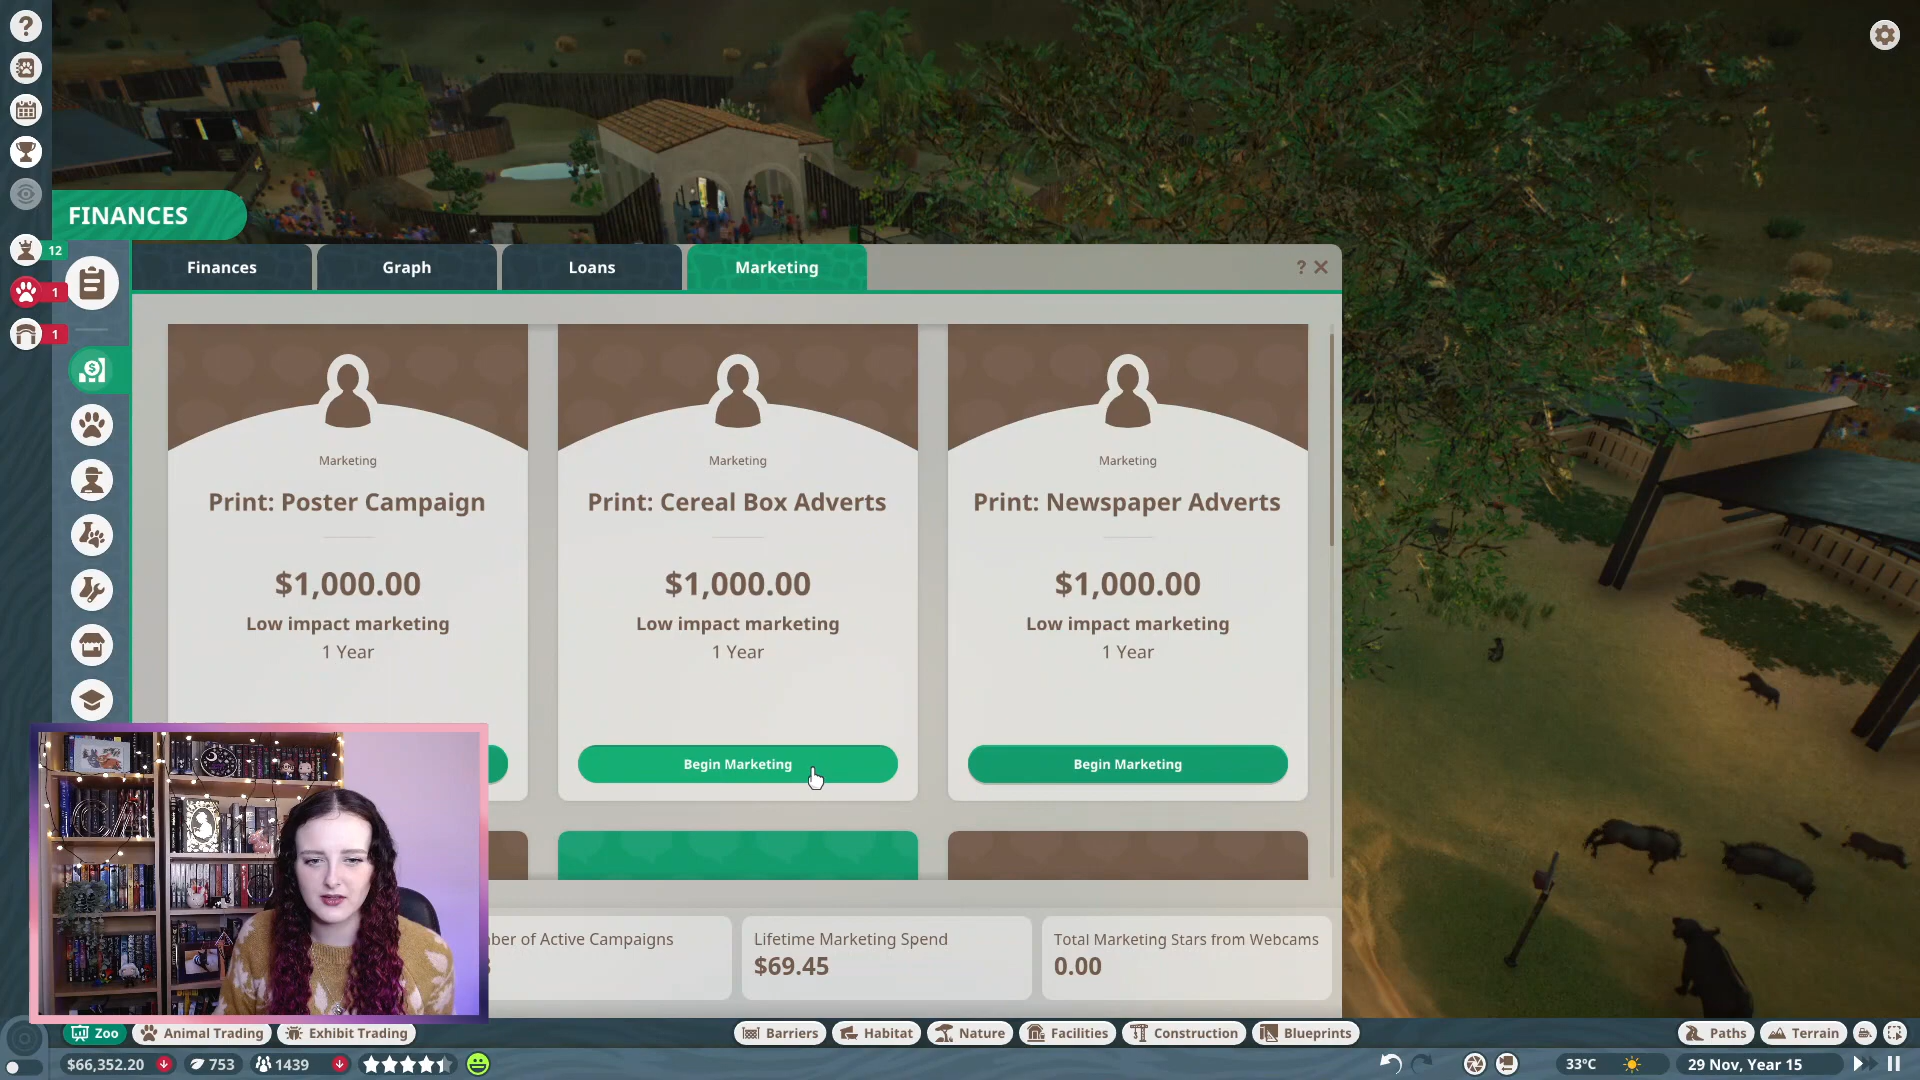 ?
FINANCES
12
1
1
Finances
Graph
Loans
Marketing
?
Marketing
Print: Poster Campaign
$1,000.00
Low impact marketing
1 Year
Marketing
Print: Cereal Box Adverts
$1,000.00
Low impact marketing
1 Year
Begin Marketing
Marketing
Print: Newspaper Adverts
$1,000.00
Low impact marketing
1 Year
Begin Marketing
of Active Campaigns
Lifetime Marketing Spend
$69.45
Total Marketing Stars from Webcams
0.00
Zoo
Animal Trading
Exhibit Trading
Barriers
Habitat
Nature
Facilities
Construction
Blueprints
Paths
Terrain
$66,352.20
753
1439
33°C
29 Nov, Year 15